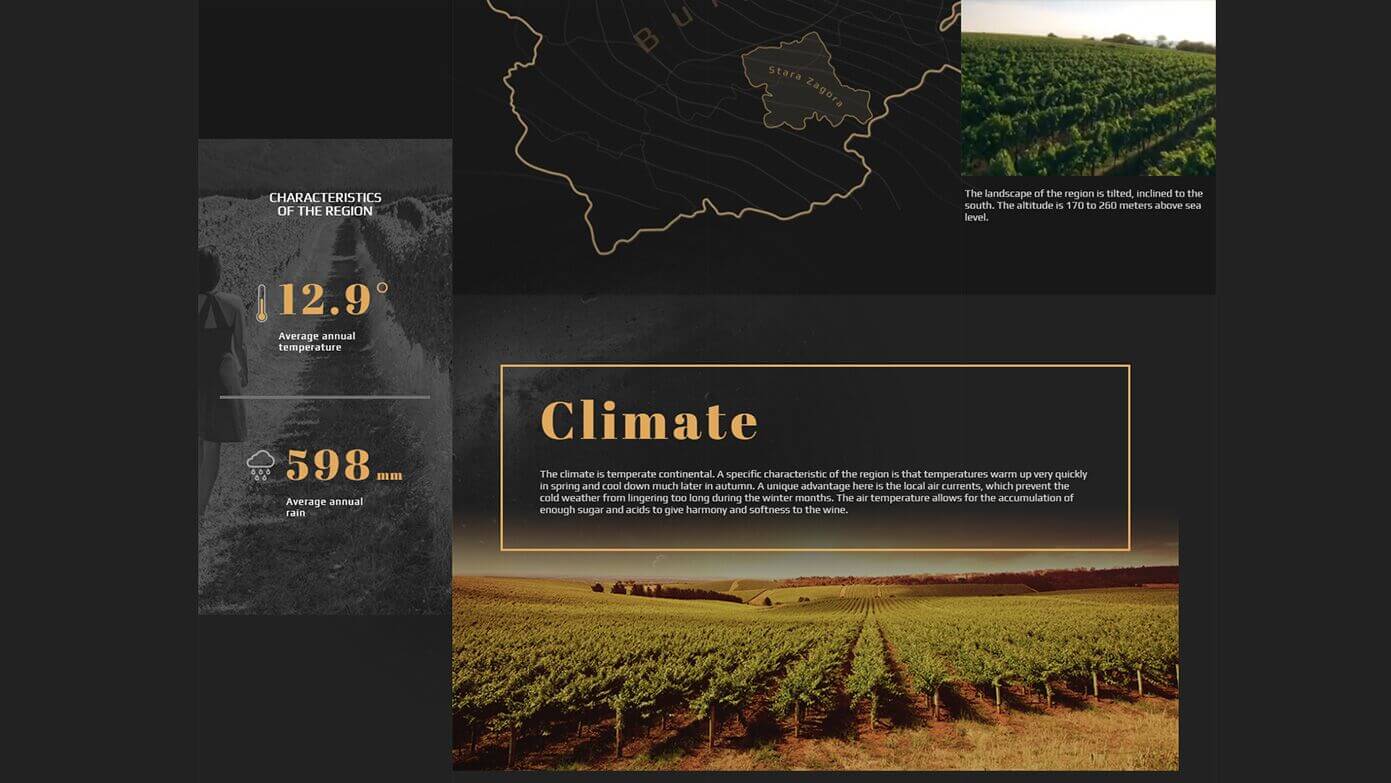 Stara Zagora
The landscape of the region is tilted, inclined to the
south. The altitude is 170 to 260 meters above sea
level.
CHARACTERISTICS
OF THE REGION
12.9°
Average annual
temperature
598 mm
Average annual
rain
Climate
The climate is temperate continental. A specific characteristic of the region is that temperatures warm up very quickly
in spring and cool down much later in autumn. A unique advantage here is the local air currents, which prevent the
cold weather from lingering too long during the winter months. The air temperature allows for the accumulation of
enough sugar and acids to give harmony and softness to the wine.